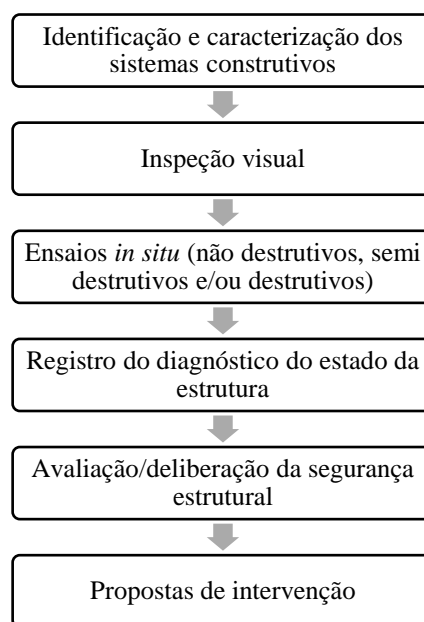 Identificação e caracterização dos
sistemas construtivos
Inspeção visual
Ensaios in situ (não destrutivos, semi
destrutivos e/ou destrutivos)
Registro do diagnóstico do estado da
estrutura
Avaliação/deliberação da segurança
estrutural
Propostas de intervenção